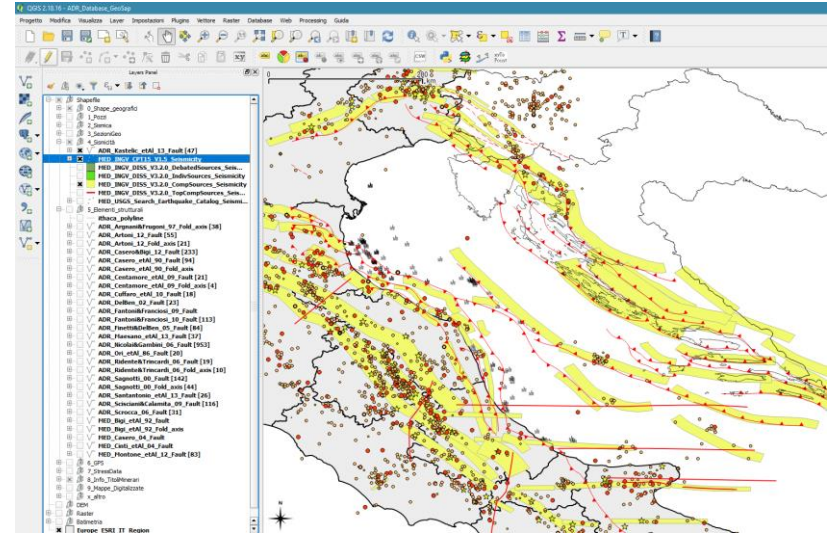 QGIS 2.18.16 - ADR_Database_GeoSap
Progetto Modifica Visualizza Layer Impostazioni Plugins Vettore Raster Database Web Processing Guida
Layers Panel
Shapefile
0_Shape_geografici
1_Pozzi
2_Sismica
3_SezioniGeo
4_Sismicità
ADR_Kastelic_etAl_13_Fault [47]
MED_INGV_CPTI15_V1.5_Seismicity
MED_INGV_DISS_V3.2.0_DebatedSources_Seis...
MED_INGV_DISS_V3.2.0_IndivSources_Seismicity
MED_INGV_DISS_V3.2.0_CompSources_Seismicity
MED_INGV_DISS_V3.2.0_TopCompSources_Seis...
MED_USGS_Search_Earthquake_Catalog_Seismi...
5_Elementi_strutturali
ithaca_polyline
ADR_Argnani&Frugoni_97_Fold_axis [38]
ADR_Artoni_12_Fault [55]
ADR_Artoni_12_Fold_axis [21]
ADR_Casero&Bigi_12_Fault [233]
ADR_Casero_etAl_90_Fault [94]
ADR_Casero_etAl_90_Fold_axis
ADR_Centamore_etAl_09_Fault [21]
ADR_Centamore_etAl_09_Fold_axis [4]
ADR_Cuffaro_etAl_10_Fault [18]
ADR_DelBen_02_Fault [23]
ADR_Fantoni&Franciosi_09_Fault
ADR_Fantoni&Franciosi_10_Fault [113]
ADR_Finetti&DelBen_05_Fault [84]
ADR_Maesano_etAl_13_Fault [37]
ADR_Nicolai&Gambini_06_Fault [953]
ADR_Ori_etAl_86_Fault [20]
ADR_Ridente&Trincardi_06_Fault [19]
ADR_Ridente&Trincardi_06_Fold_axis [10]
ADR_Sagnotti_00_Fault [142]
ADR_Sagnotti_00_Fold_axis [44]
ADR_Santantonio_etAl_13_Fault [26]
ADR_Scisciani&Calamita_09_Fault [116]
ADR_Scrocca_06_Fault [31]
MED_Bigi_etAl_92_fault
MED_Bigi_etAl_92_Fold_axis
MED_Casero_04_Fault
MED_Cinti_etAl_04_Fault
MED_Montone_etAl_12_Fault [83]
6_GPS
7_StressData
8_Info_TitoliMinerari
9_Mappe_Digitalizzate
x_altro
DEM
Raster
Batimetria
Europe_ESRI_IT_Region
0
km
N